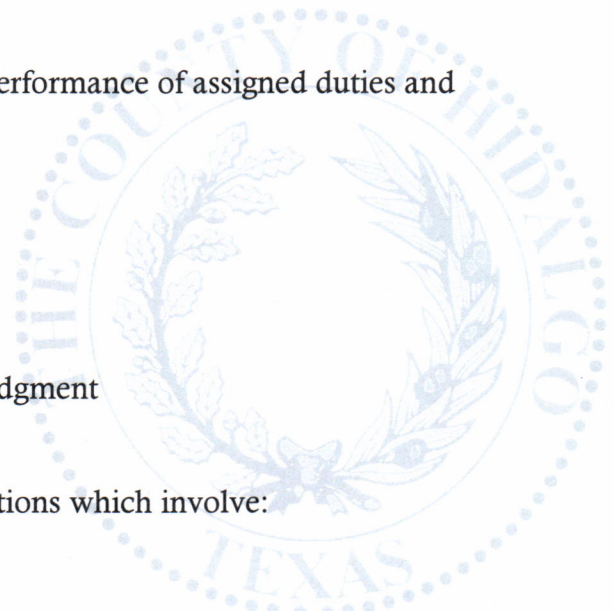 erformance of assigned duties and
THE COUNTY OF HIDALGO
dgment
tions which involve:
TEXAS